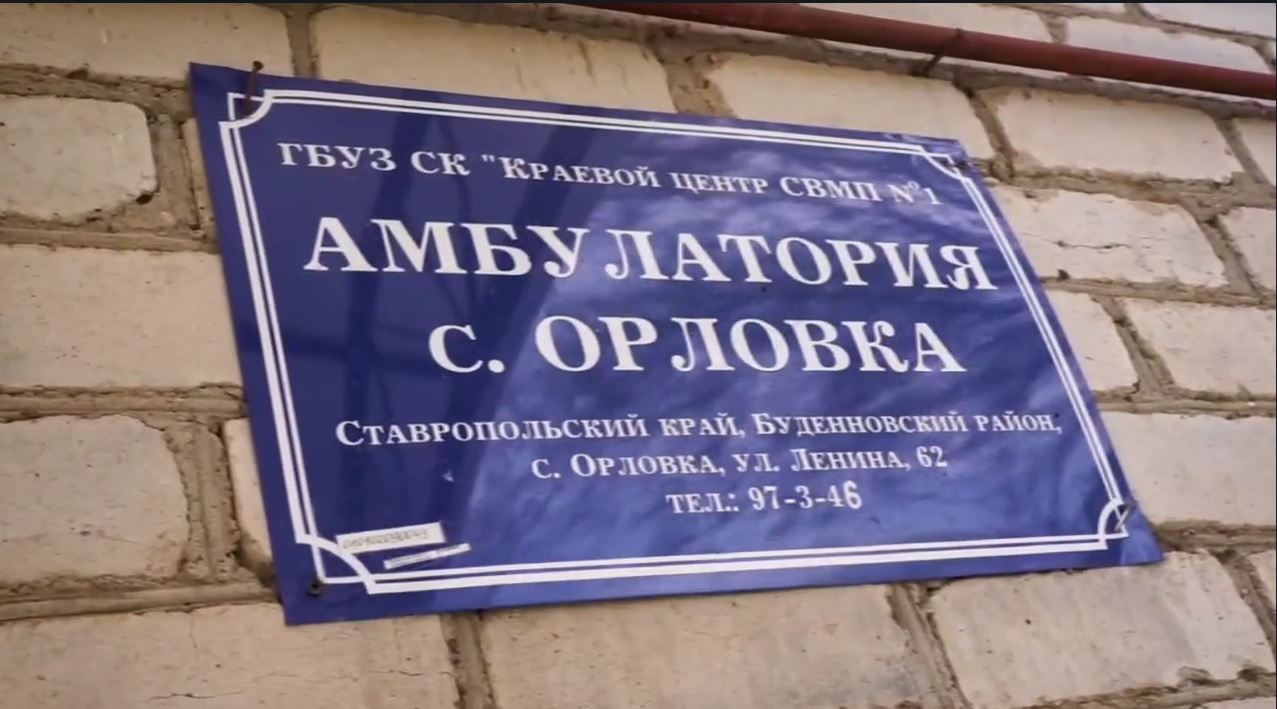 ГБУЗ СК "Краевой центр СВМП №1
АМБУЛАТОРИЯ
с. ОРЛОВКА
Ставропольский край, Буденновский район,
с. Орловка, ул. Ленина, 62
тел.: 97-3-46